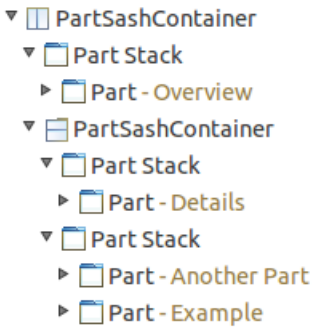 PartSashContainer
Part Stack
Part - Overview
PartSashContainer
Part Stack
Part - Details
Part Stack
Part - Another Part
Part - Example